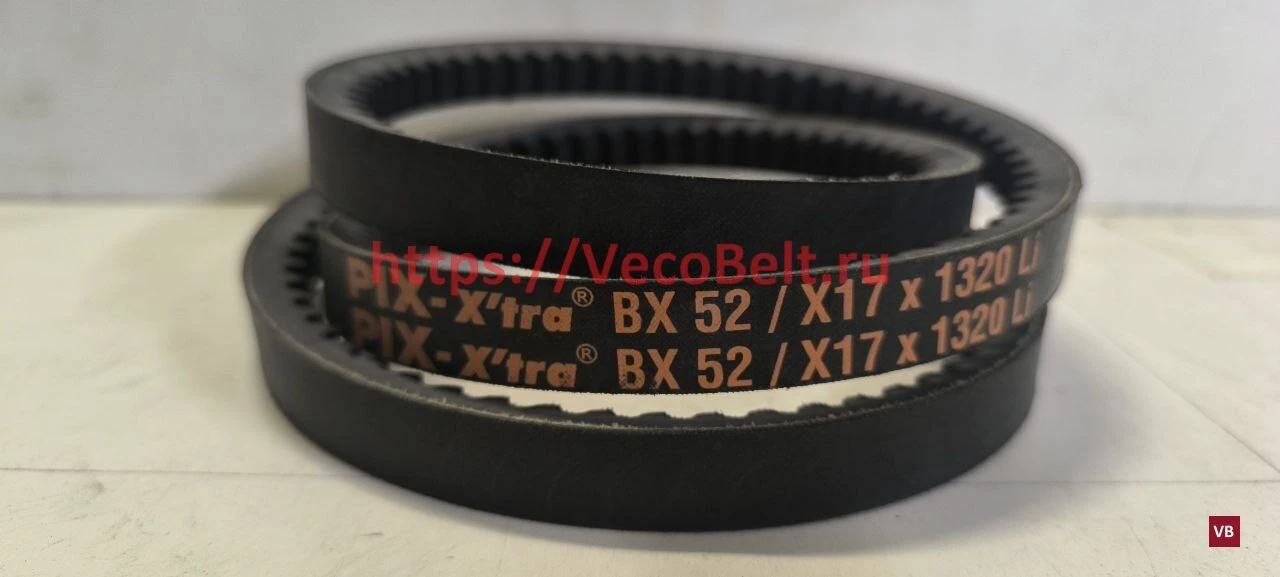 https://VecoBelt.ru
PIX-X'tra® BX 52 / X17 x 1320 Li
PIX-X'tra® BX 52 / X17 x 1320 Li
VB